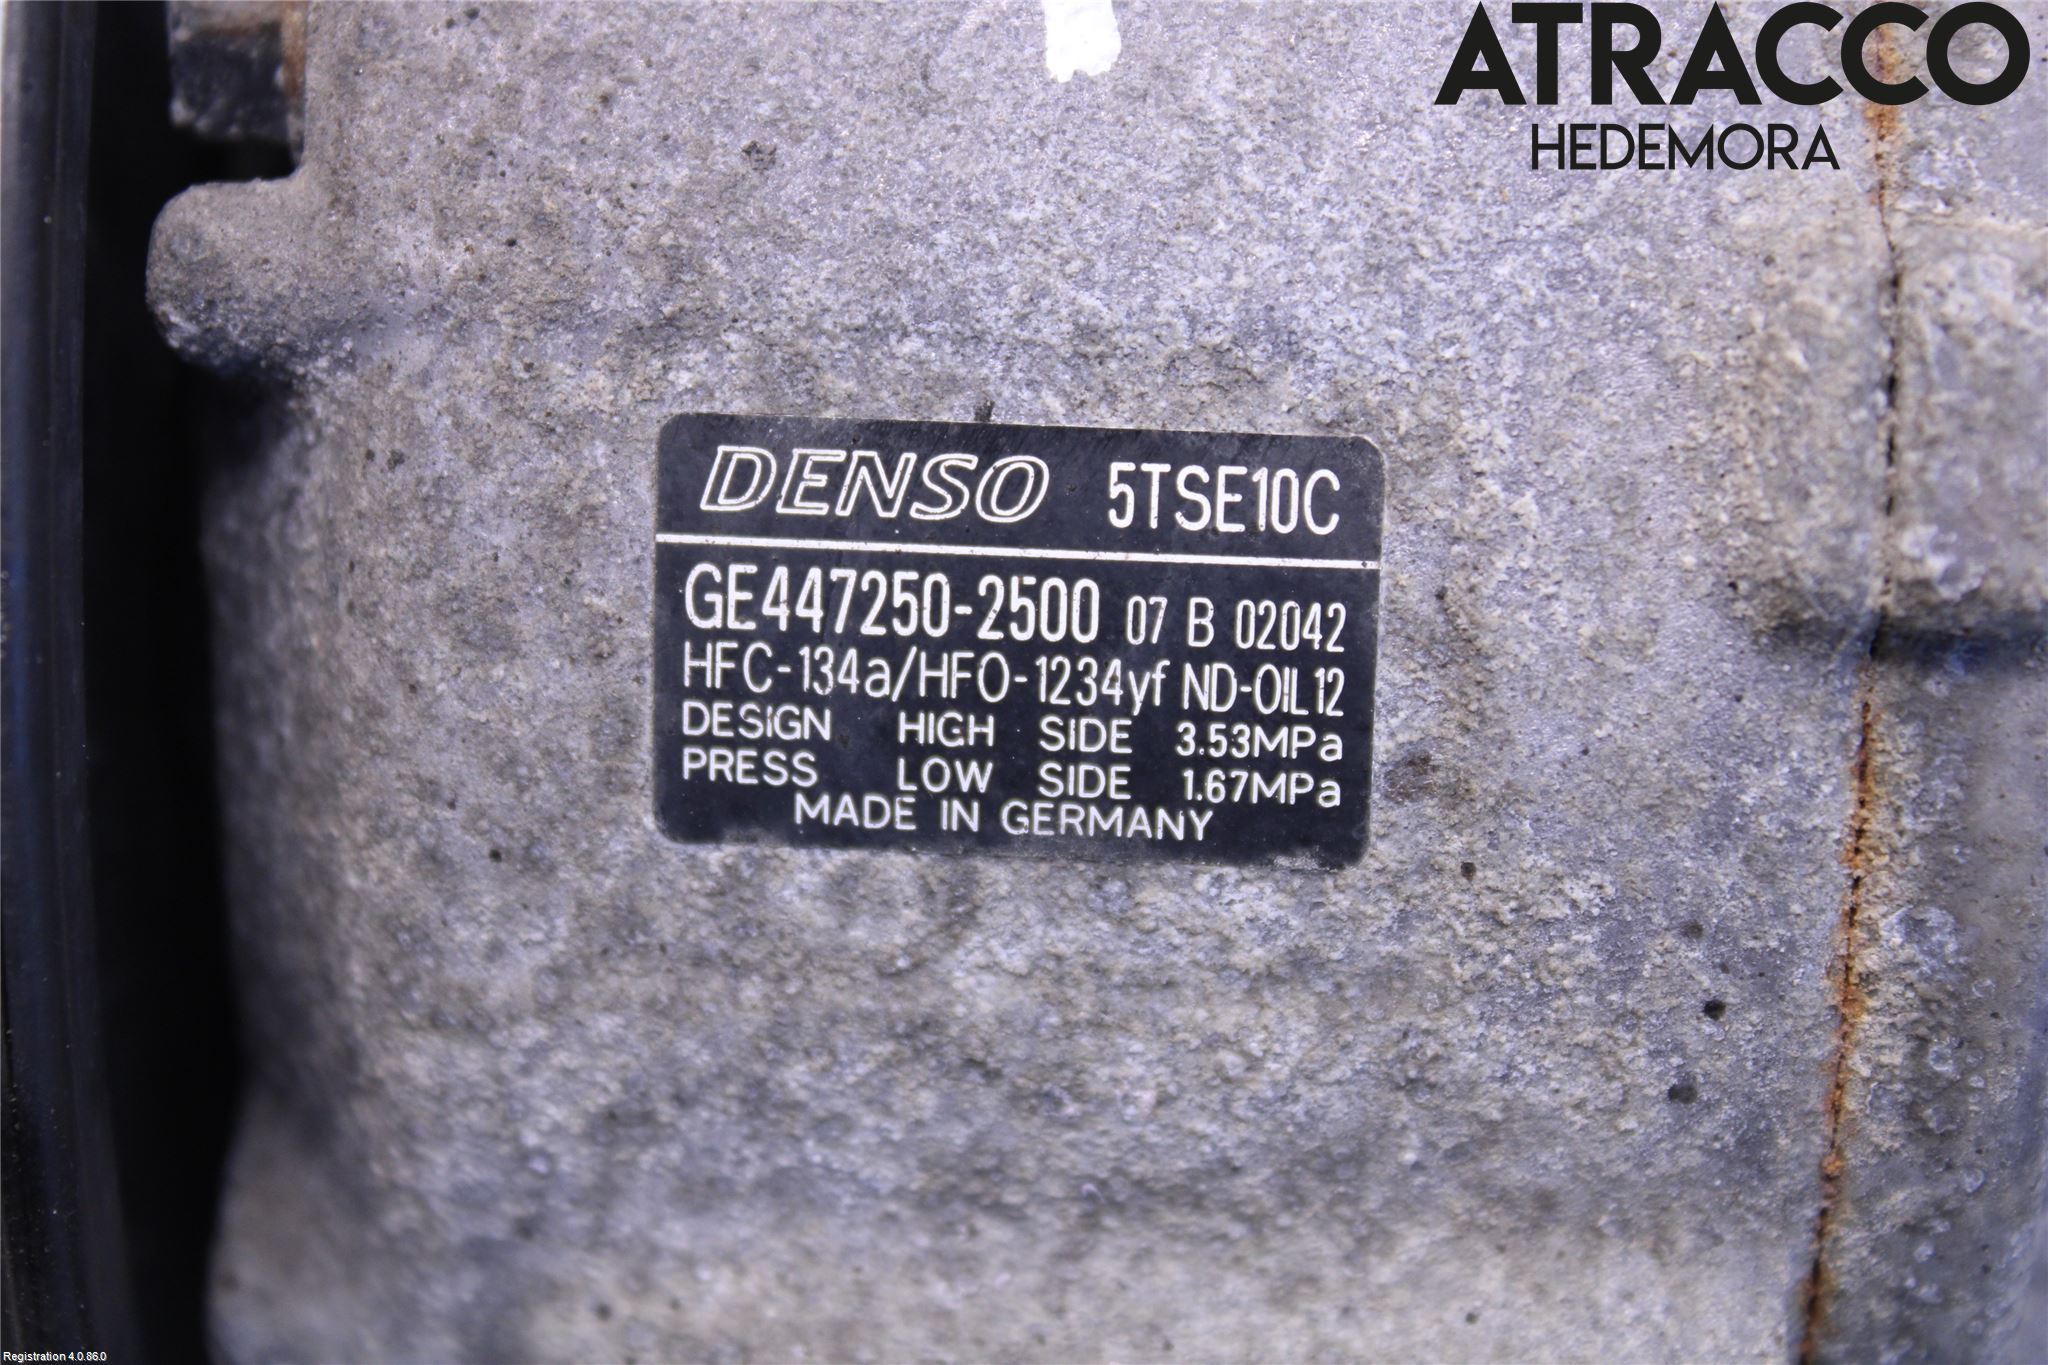 ATRACCO
HEDEMORA
DENSO 5TSE10C
GE447250-2500 07 B 02042
HFC-134a/HFO-1234yf ND-OIL12
DESIGN HIGH SIDE 3.53MPa
PRESS LOW SIDE 1.67MPa
MADE IN GERMANY
Registration 4.0.86.0